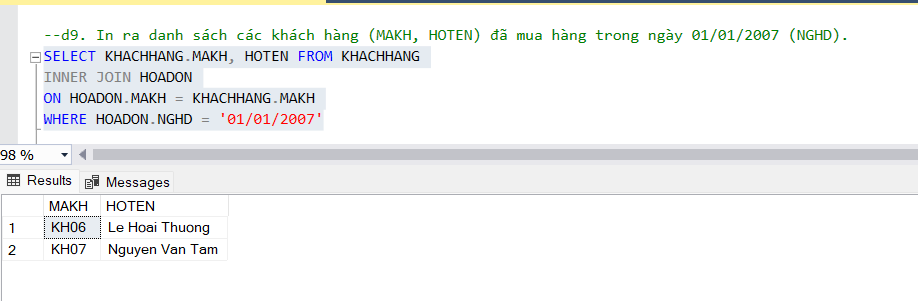 --d9. In ra danh sách các khách hàng (MAKH, HOTEN) đã mua hàng trong ngày 01/01/2007 (NGHD).
SELECT KHACHHANG.MAKH, HOTEN FROM KHACHHANG
INNER JOIN HOADON
ON HOADON.MAKH = KHACHHANG.MAKH
WHERE HOADON.NGHD = '01/01/2007'
98 %
Results Messages
MAKH HOTEN
1 KH06 Le Hoai Thuong
2 KH07 Nguyen Van Tam